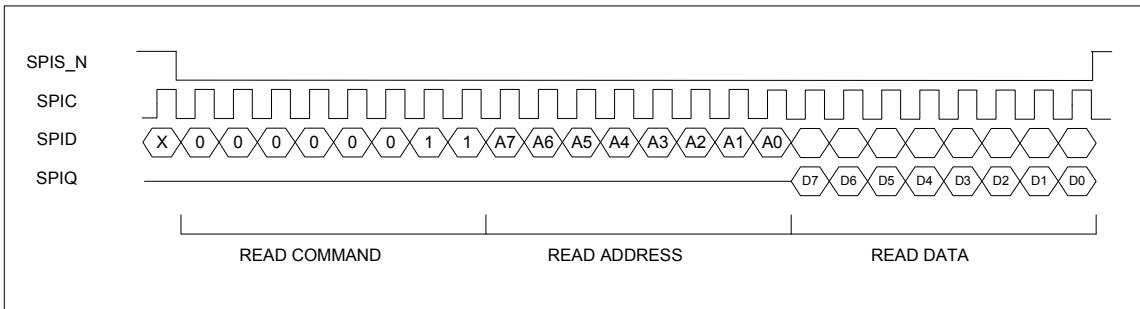 SPIS_N
SPIC
SPID X 0 0 0 0 0 0 1 1 A7 A6 A5 A4 A3 A2 A1 A0
SPIQ D7 D6 D5 D4 D3 D2 D1 D0
READ COMMAND READ ADDRESS READ DATA